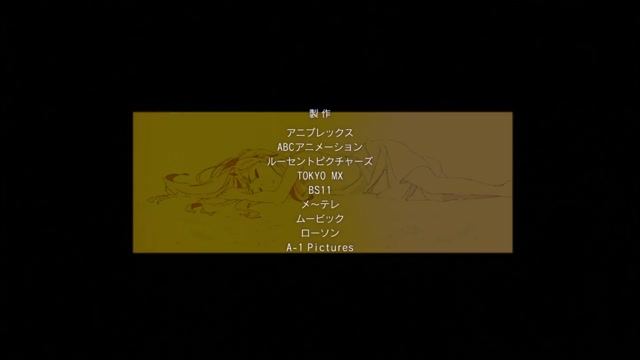 製作
アニプレックス
ABCアニメーション
ルーセントピクチャーズ
TOKYO MX
BS11
メ〜テレ
ムービック
ローソン
A-1 Pictures